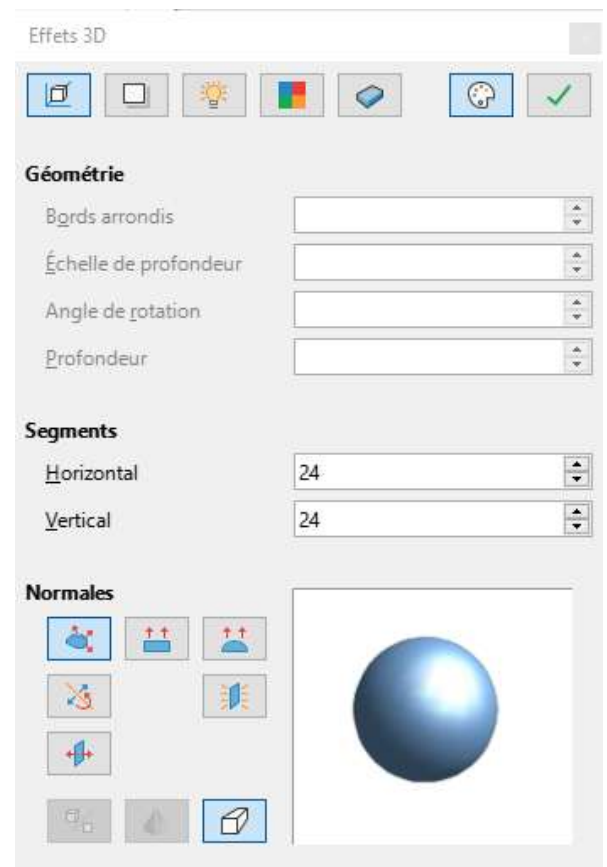 Effets 3D
Géométrie
Bords arrondis
Échelle de profondeur
Angle de rotation
Profondeur
Segments
Horizontal 24
Vertical 24
Normales